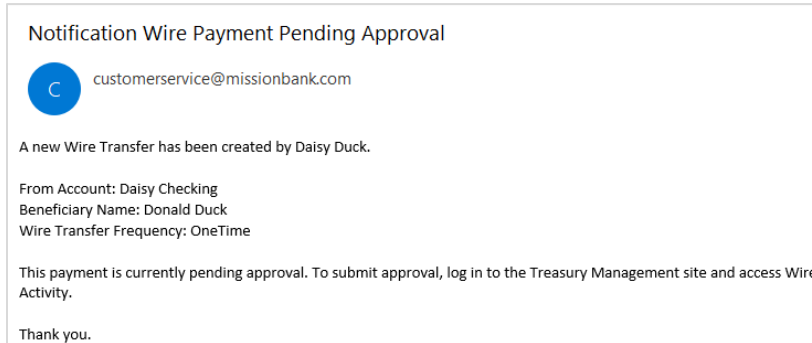 Notification Wire Payment Pending Approval
C
customerservice@missionbank.com
A new Wire Transfer has been created by Daisy Duck.
From Account: Daisy Checking
Beneficiary Name: Donald Duck
Wire Transfer Frequency: OneTime
This payment is currently pending approval. To submit approval, log in to the Treasury Management site and access Wire
Activity.
Thank you.